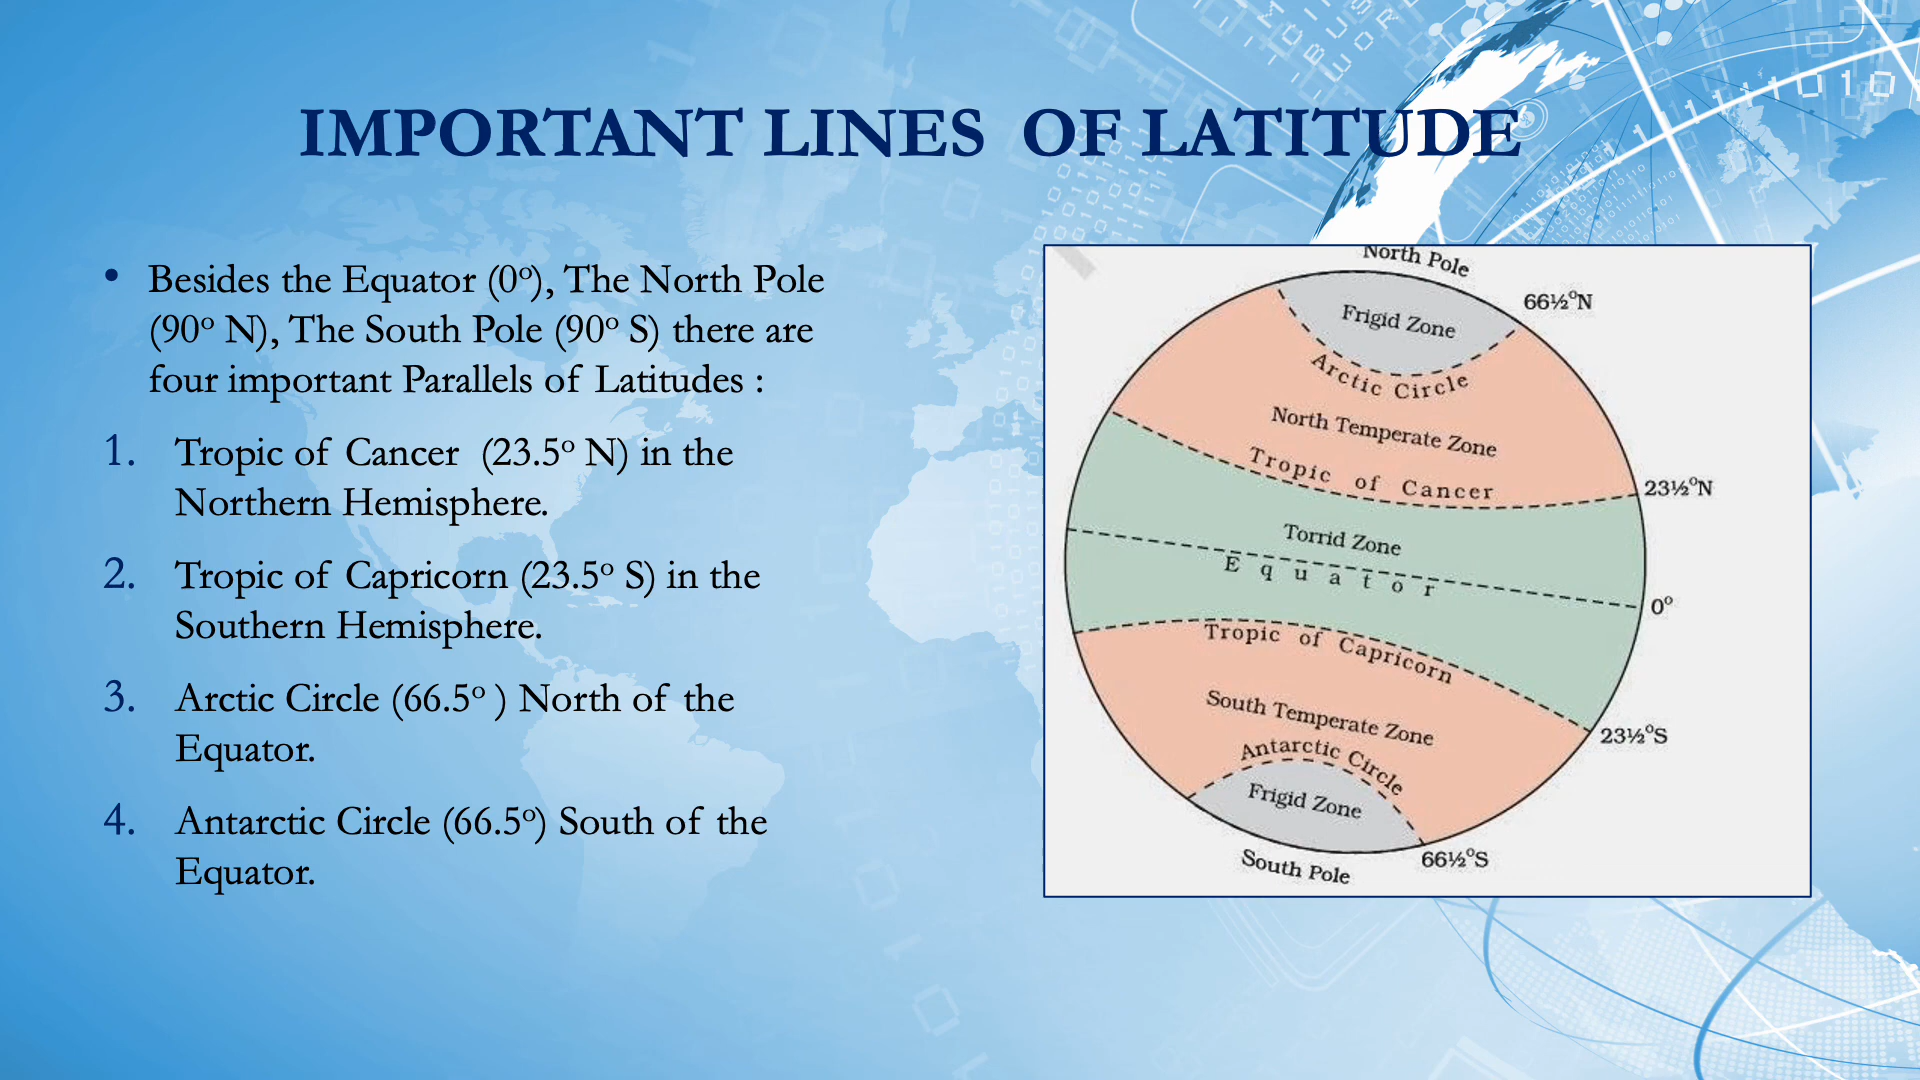 IMPORTANT LINES OF LATITUDE
• Besides the Equator (0º), The North Pole
(90º N), The South Pole (90º S) there are
four important Parallels of Latitudes :
1. Tropic of Cancer (23.5º N) in the
Northern Hemisphere.
2. Tropic of Capricorn (23.5º S) in the
Southern Hemisphere.
3. Arctic Circle (66.5º ) North of the
Equator.
4. Antarctic Circle (66.5º) South of the
Equator.
North Pole
66½ºN
Frigid Zone
Arctic Circle
North Temperate Zone
Tropic of Cancer
23½ºN
Torrid Zone
Equator
0º
Tropic of Capricorn
South Temperate Zone
23½ºS
Antarctic Circle
Frigid Zone
66½ºS
South Pole